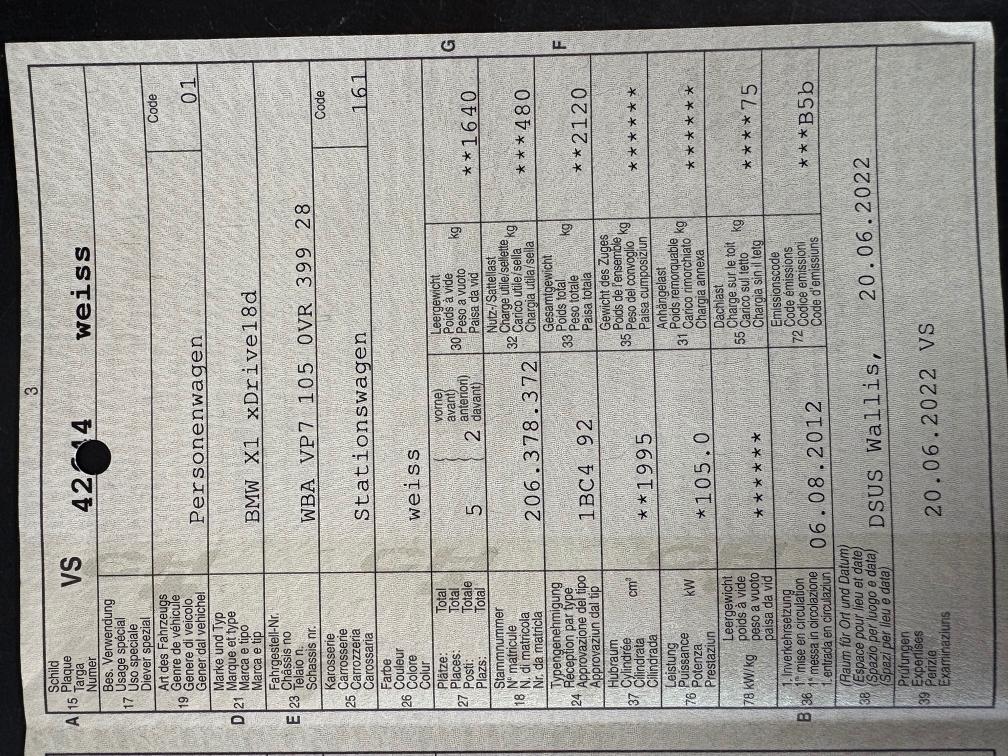 3
A 15 Schild
Plaque
Targa
Numer
VS weiss
17 Bes. Verwendung
Usage spécial
Uso speciale
Diever spezial
19 Art des Fahrzeugs
Genre de véhicule
Genere di veicolo
Gener dal vehichel
Personenwagen
Code
01
D 21 Marke und Typ
Marque et type
Marca e tipo
Marca e tip
BMW X1 xDrive18d
E 23 Fahrgestell-Nr.
Châssis no
Telaio n.
Schassis nr.
WBA VP7 105 0VR 399 28
25 Karosserie
Carrosserie
Carrozzeria
Carossaria
Stationswagen
Code
161
26 Farbe
Couleur
Colore
Colur
weiss
27 Plätze: Total
Places: Total
Posti: Totale
Plazs: Total
5 } 2 vorne)
avant)
anteriori)
davant)
G
30 Leergewicht
Poids à vide
Peso a vuoto
Paisa da vid
kg
**1640
18 Stammnummer
N° matricule
N. di matricola
Nr. da matricla
206.378.372
32 Nutz-/Sattellast
Charge utile/sellette
Carico utile/sella
Chargia utila/sella
kg
***480
24 Typengenehmigung
Réception par type
Approvazione del tipo
Approvaziun dal tip
1BC4 92
F
33 Gesamtgewicht
Poids total
Peso totale
Paisa totala
kg
**2120
37 Hubraum
Cylindrée
Cilindrata
Cilindrada
cm³
**1995
35 Gewicht des Zuges
Poids de l'ensemble
Peso del convoglio
Paisa cumposiziun
kg
******
76 Leistung
Puissance
Potenza
Prestaziun
kW
*105.0
31 Anhängelast
Poids remorquable
Carico rimorchiato
Chargia annexa
kg
******
78 kW/kg Leergewicht
poids à vide
peso a vuoto
paisa da vid
******
55 Dachlast
Charge sur le toit
Carico sul tetto
Chargia sin il tetg
kg
****75
B 36 1. Inverkehrsetzung
1re mise en circulation
1a messa in circolazione
1. entrada en circulaziun
06.08.2012
72 Emissionscode
Code émissions
Codice emissioni
Code d'emissiuns
***B5b
38 (Raum für Ort und Datum)
(Espace pour lieu et date)
(Spazio per luogo e data)
(Spazi per lieu e data)
DSUS Wallis, 20.06.2022
39 Prüfungen
Expertises
Perizie
Examinaziuns
20.06.2022 VS